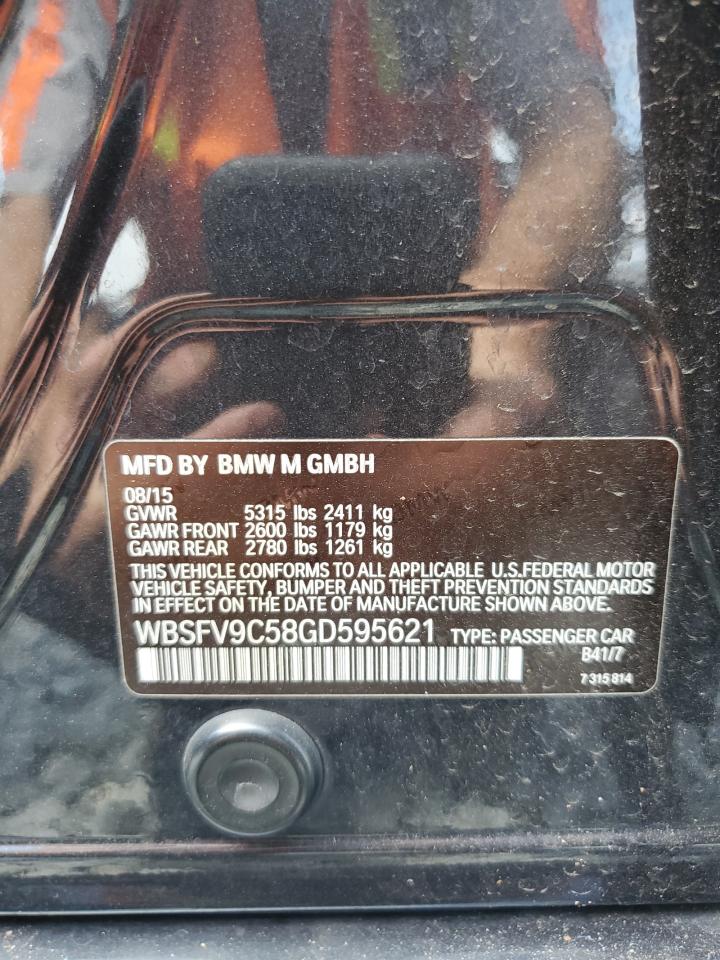 MFD BY BMW M GMBH
08/15
GVWR 5315 lbs 2411 kg
GAWR FRONT 2600 lbs 1179 kg
GAWR REAR 2780 lbs 1261 kg
THIS VEHICLE CONFORMS TO ALL APPLICABLE U.S.FEDERAL MOTOR
VEHICLE SAFETY, BUMPER AND THEFT PREVENTION STANDARDS
IN EFFECT ON THE DATE OF MANUFACTURE SHOWN ABOVE.
WBSFV9C58GD595621 TYPE: PASSENGER CAR
B41/7
7 315 814